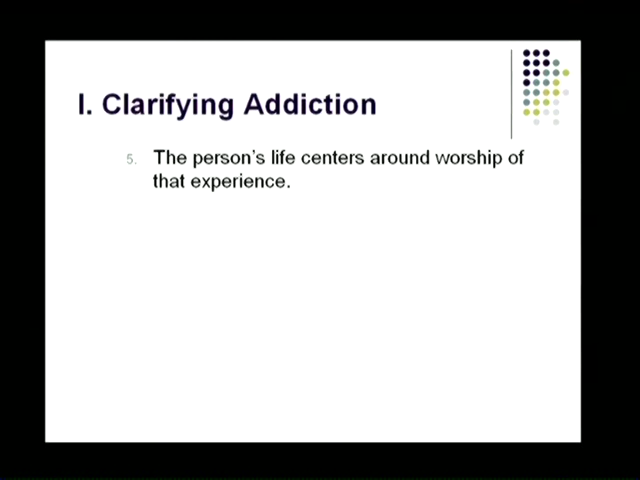 I. Clarifying Addiction
5. The person's life centers around worship of
that experience.